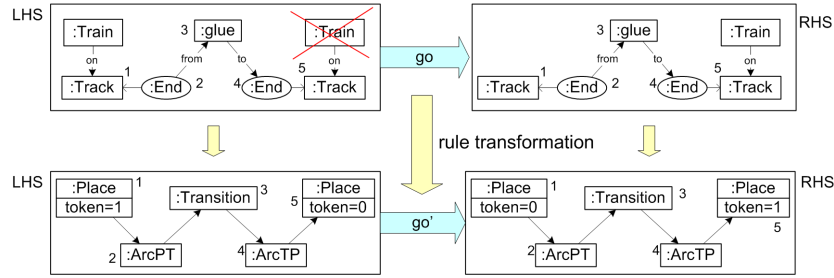 LHS
:Train
3
:glue
:Train
on
from
to
on
1
5
:Track
:End
2
4
:End
:Track
go
RHS
3
:glue
:Train
from
to
on
1
5
:Track
:End
2
4
:End
:Track
rule transformation
LHS
:Place
token=1
1
:Transition
3
5
:Place
token=0
2
:ArcPT
4
:ArcTP
go'
RHS
:Place
token=0
1
:Transition
3
:Place
token=1
5
2
:ArcPT
4
:ArcTP